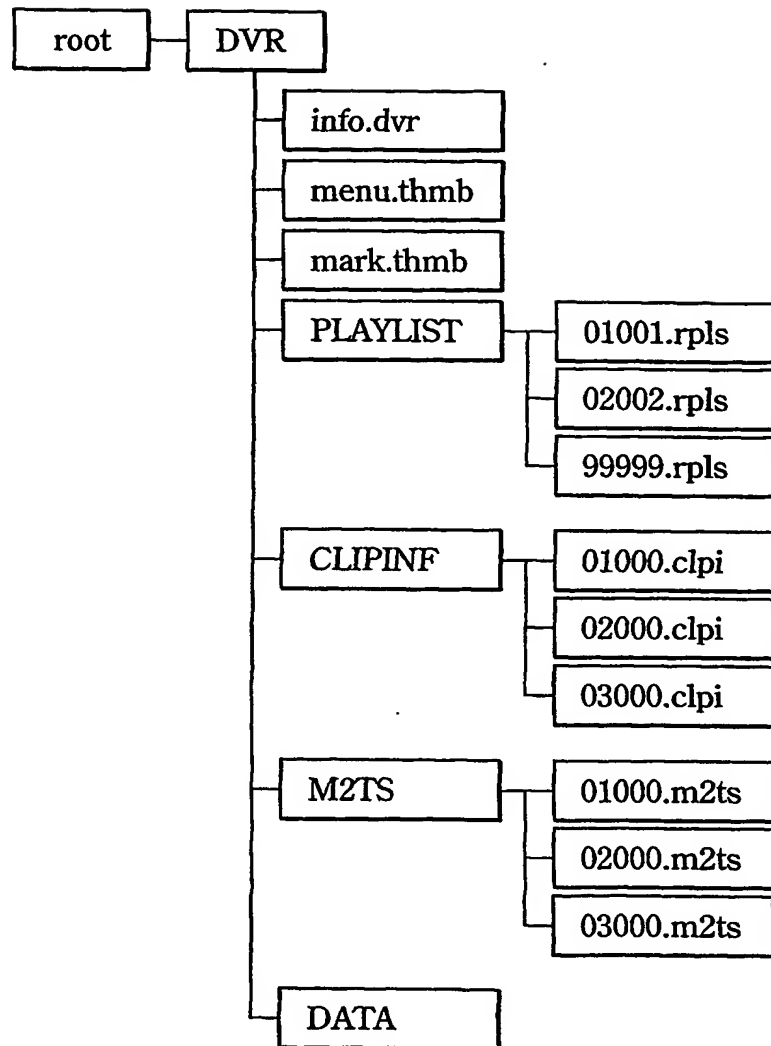 root
DVR
info.dvr
menu.thmb
mark.thmb
PLAYLIST
01001.rpls
02002.rpls
99999.rpls
CLIPINF
01000.clpi
02000.clpi
03000.clpi
M2TS
01000.m2ts
02000.m2ts
03000.m2ts
DATA